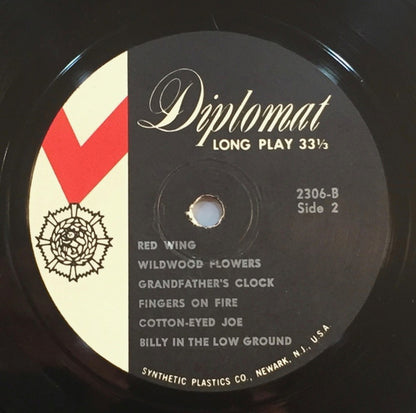 Diplomat
LONG PLAY 33⅓
2306-B
Side 2
RED WING
WILDWOOD FLOWERS
GRANDFATHER'S CLOCK
FINGERS ON FIRE
COTTON-EYED JOE
BILLY IN THE LOW GROUND
SYNTHETIC PLASTICS CO., NEWARK, N.J., U.S.A